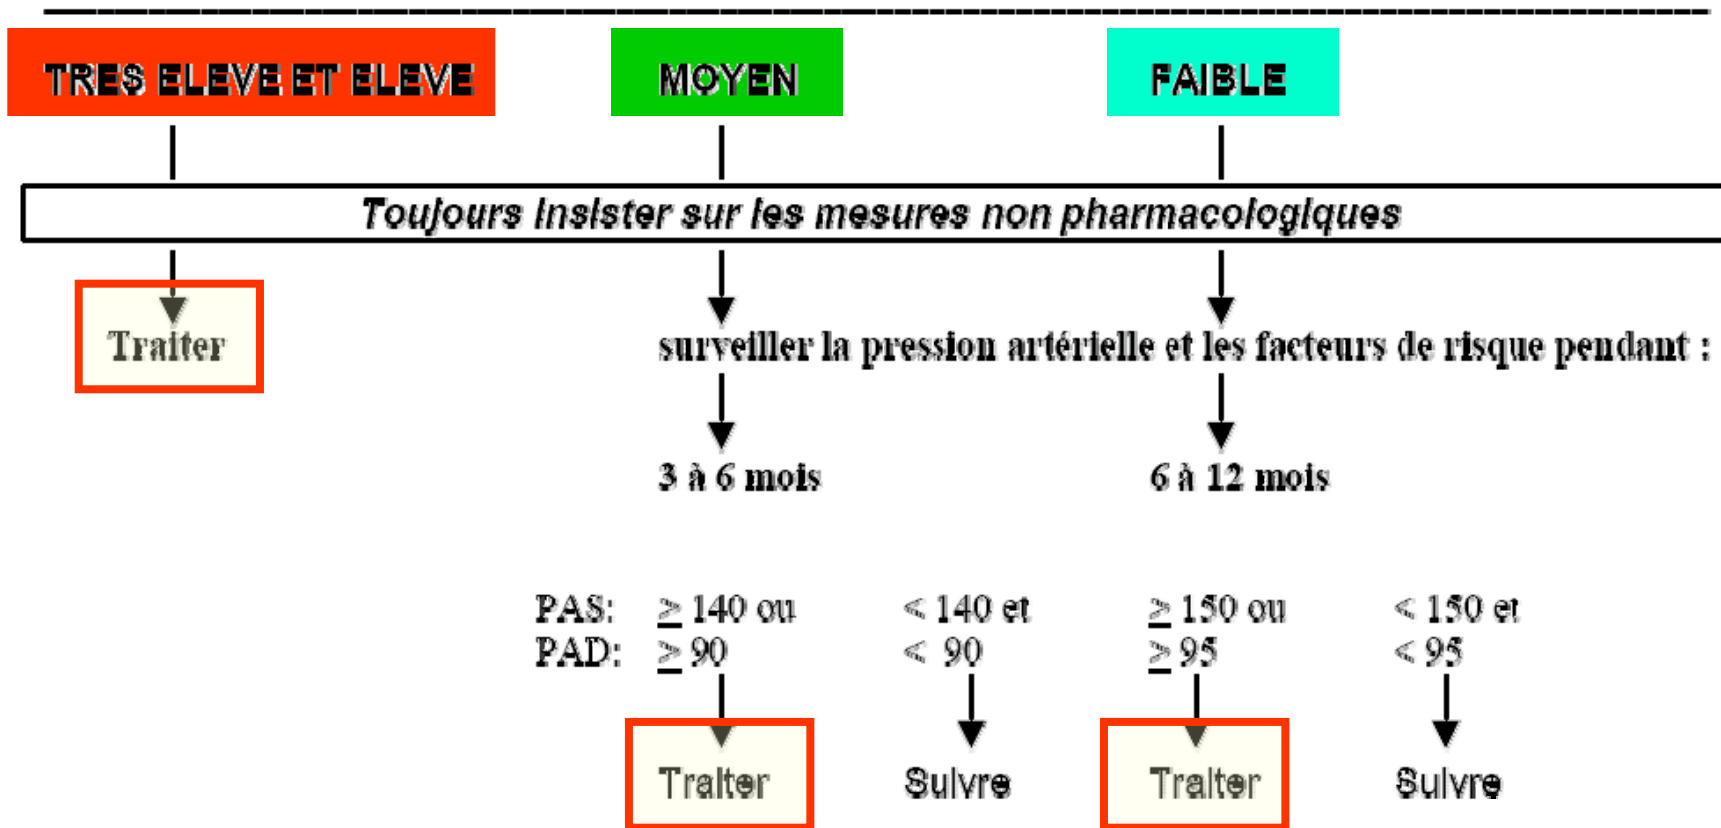 TRES ELEVE ET ELEVE MOYEN FAIBLE
Toujours insister sur les mesures non pharmacologiques
Traiter surveiller la pression artérielle et les facteurs de risque pendant :
3 à 6 mois 6 à 12 mois
PAS: ≥ 140 ou < 140 et ≥ 150 ou < 150 et
PAD: ≥ 90 < 90 ≥ 95 < 95
Traiter Suivre Traiter Suivre